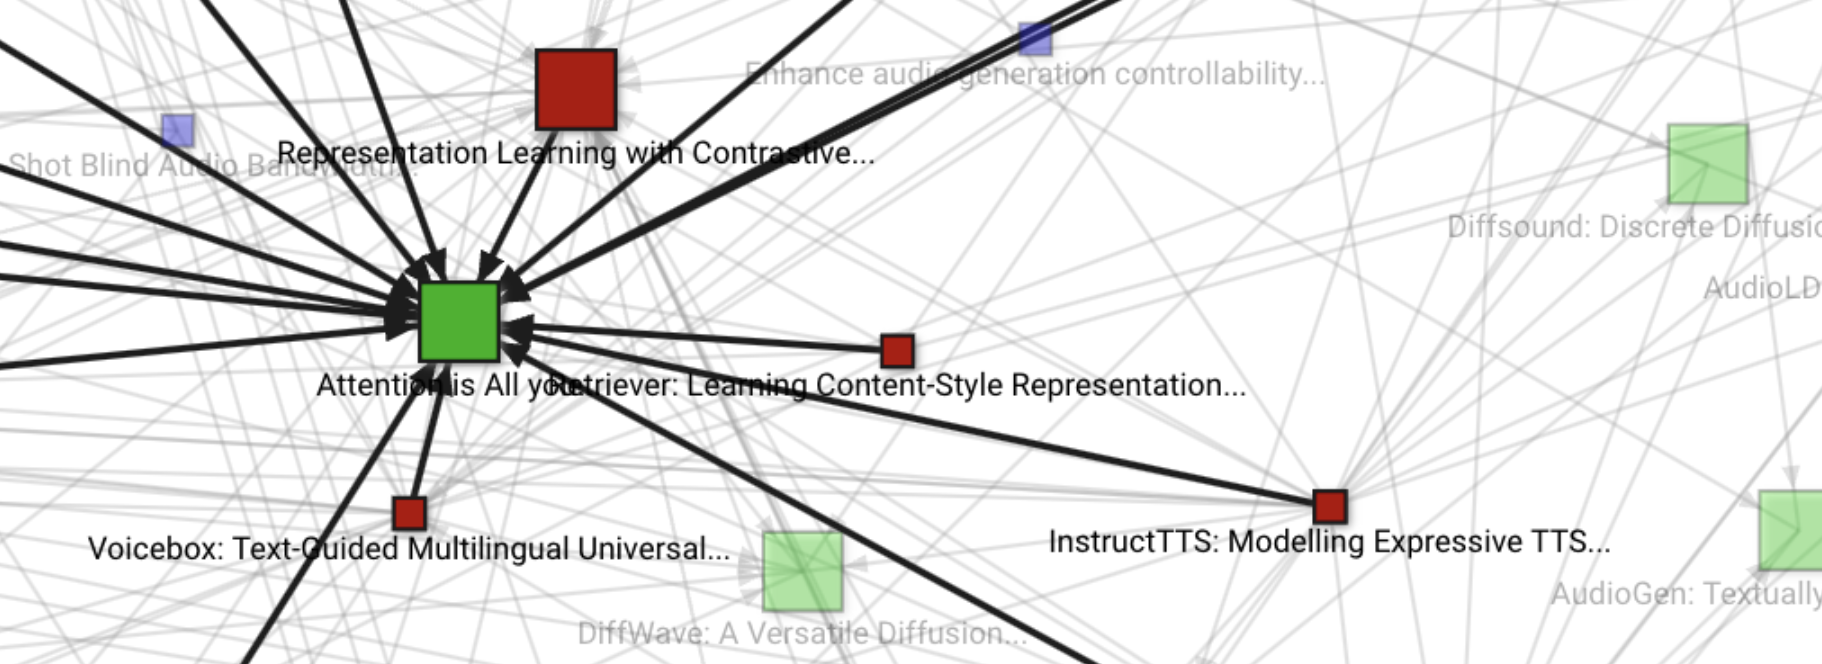 Enhance audio generation controllability...
Shot Blind Audio Bandwidth...
Representation Learning with Contrastive...
Diffsound: Discrete Diffusio
AudioLD
Attention is All you
Retriever: Learning Content-Style Representation...
Voicebox: Text-Guided Multilingual Universal...
InstructTTS: Modelling Expressive TTS...
AudioGen: Textually
DiffWave: A Versatile Diffusion...